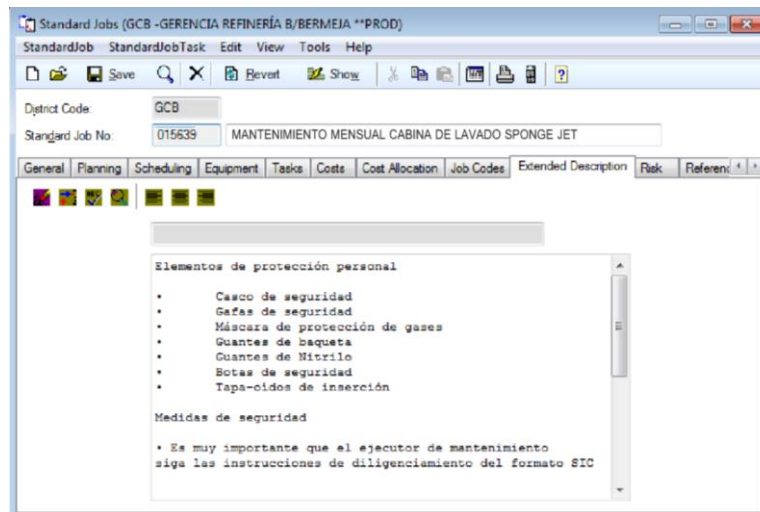 Standard Jobs (GCB -GERENCIA REFINERÍA B/BERMEJA **PROD)
StandardJob StandardJobTask Edit View Tools Help
Save Revert Show
District Code: GCB
Standard Job No: 015639 MANTENIMIENTO MENSUAL CABINA DE LAVADO SPONGE JET
General Planning Scheduling Equipment Tasks Costs Cost Allocation Job Codes Extended Description Risk Referenc
Elementos de protección personal
• Casco de seguridad
• Gafas de seguridad
• Máscara de protección de gases
• Guantes de baqueta
• Guantes de Nitrilo
• Botas de seguridad
• Tapa-oídos de inserción
Medidas de seguridad
• Es muy importante que el ejecutor de mantenimiento
siga las instrucciones de diligenciamiento del formato SIC